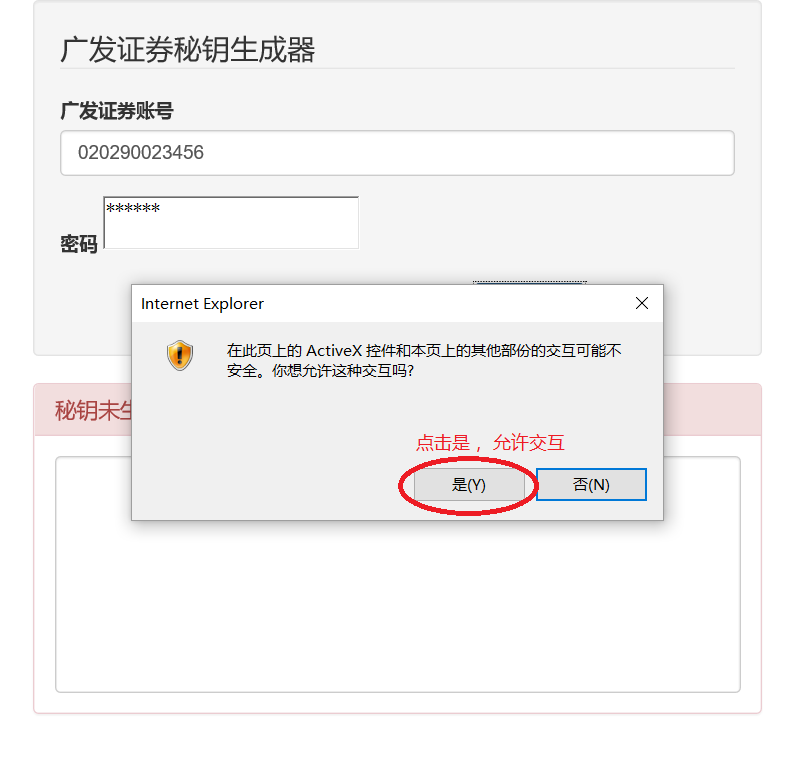 广发证券秘钥生成器
广发证券账号
020290023456
******
密码
Internet Explorer
在此页上的 ActiveX 控件和本页上的其他部份的交互可能不
安全。你想允许这种交互吗?
秘钥未生
点击是，允许交互
是(Y)
否(N)